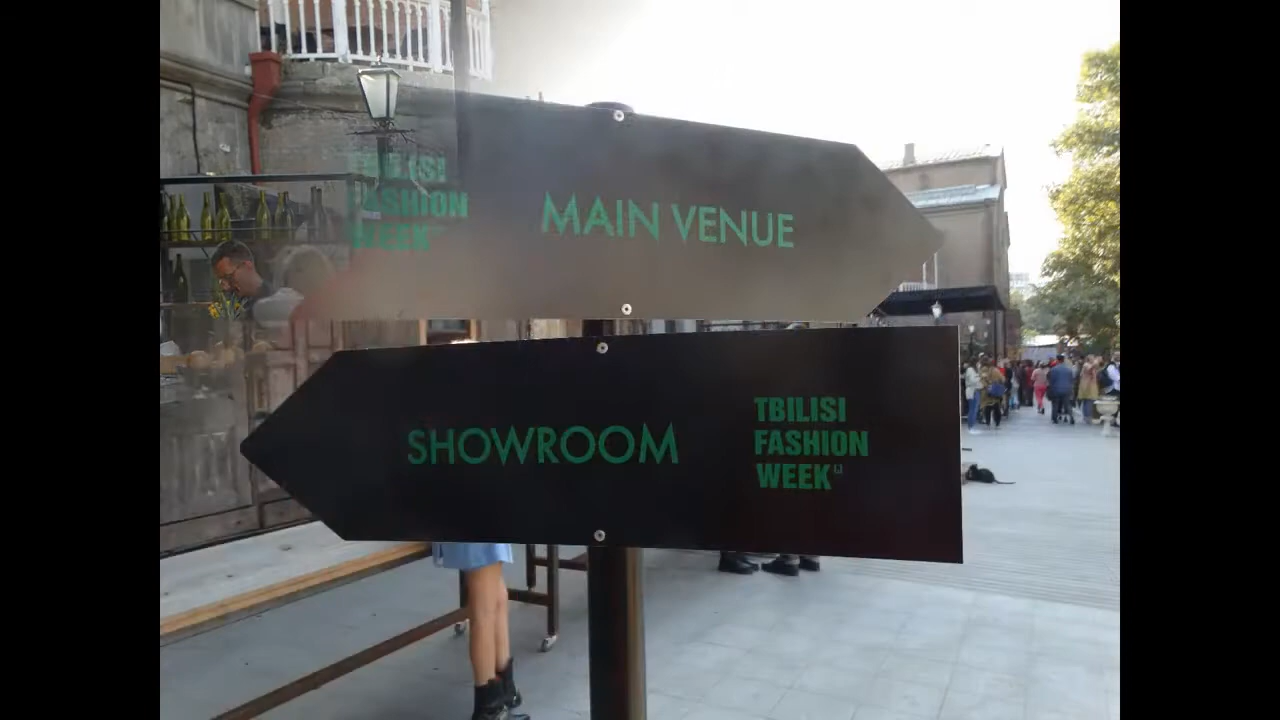 TBILISI
FASHION
WEEK
MAIN VENUE
SHOWROOM
TBILISI
FASHION
WEEK